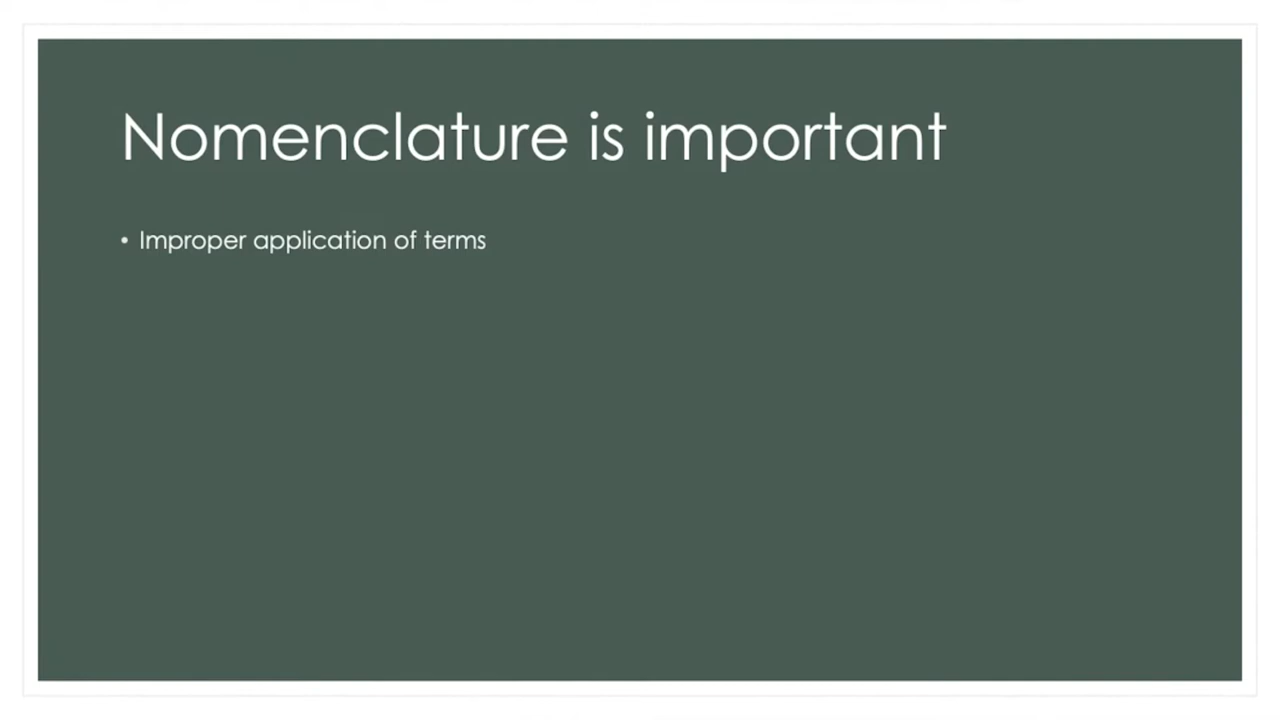 Nomenclature is important
• Improper application of terms